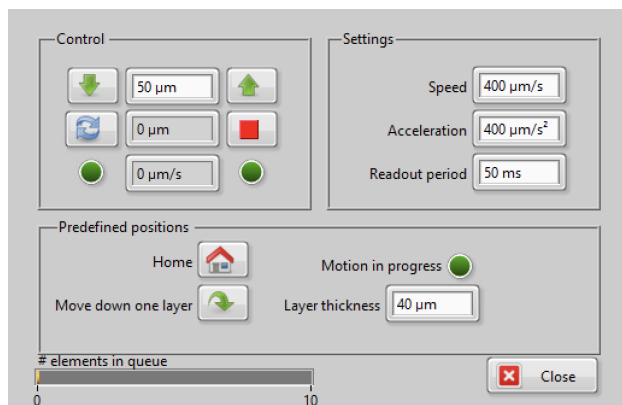 Control
50 µm
0 µm
0 µm/s
Settings
Speed 400 µm/s
Acceleration 400 µm/s²
Readout period 50 ms
Predefined positions
Home
Motion in progress
Move down one layer
Layer thickness 40 µm
# elements in queue
0 10
Close